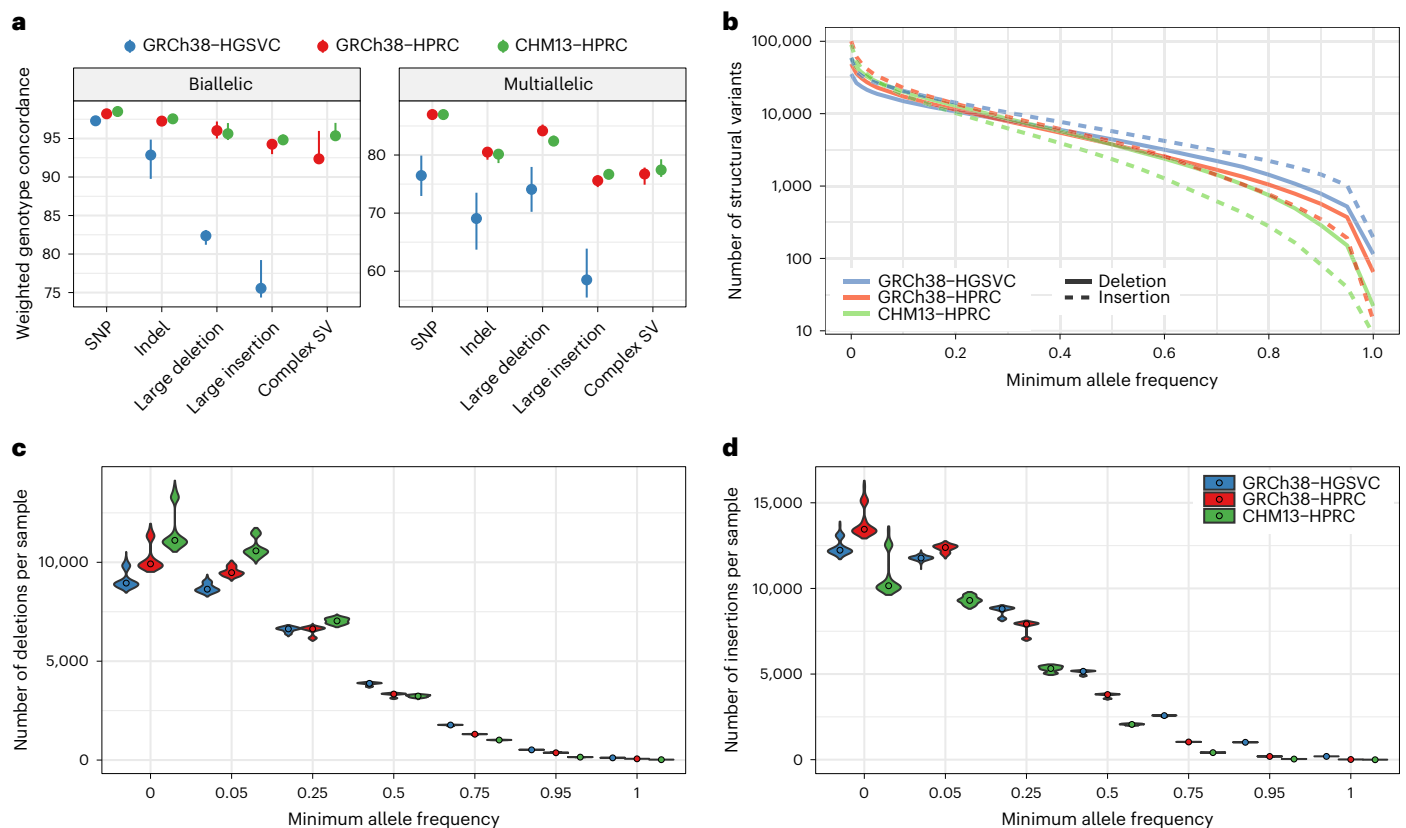 a
GRCh38–HGSVC GRCh38–HPRC CHM13–HPRC
Biallelic Multiallelic
Weighted genotype concordance
95
90
85
80
75
80
70
60
SNP Indel Large deletion Large insertion Complex SV
SNP Indel Large deletion Large insertion Complex SV
b
Number of structural variants
100,000
10,000
1,000
100
10
GRCh38–HGSVC
GRCh38–HPRC
CHM13–HPRC
Deletion
Insertion
0 0.2 0.4 0.6 0.8 1.0
Minimum allele frequency
c
Number of deletions per sample
10,000
5,000
0
0 0.05 0.25 0.5 0.75 0.95 1
Minimum allele frequency
d
Number of insertions per sample
15,000
10,000
5,000
0
GRCh38–HGSVC
GRCh38–HPRC
CHM13–HPRC
0 0.05 0.25 0.5 0.75 0.95 1
Minimum allele frequency